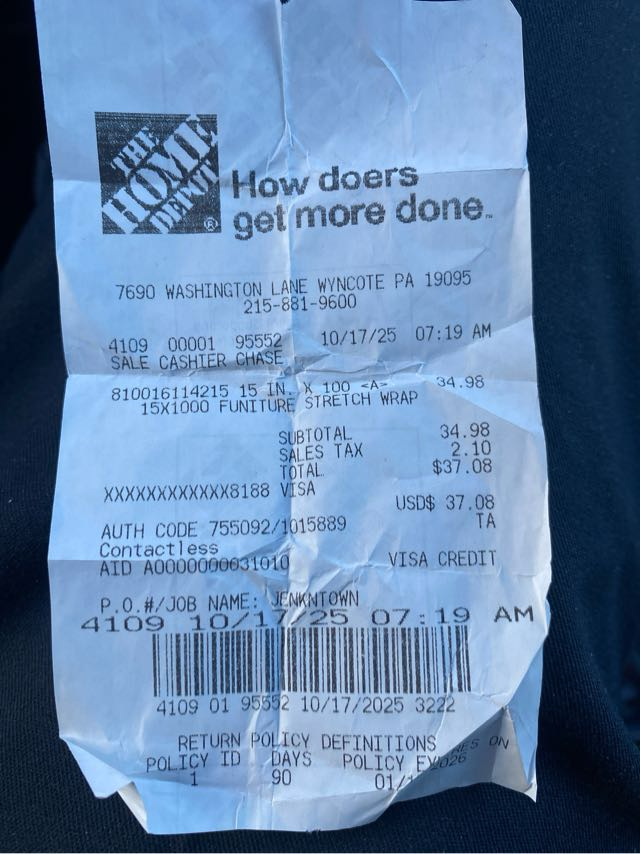 THE
HOME
DEPOT
®
How doers
get more done™
7690 WASHINGTON LANE WYNCOTE PA 19095
215-881-9600
4109 00001 95552 10/17/25 07:19 AM
SALE CASHIER CHASE
810016114215 15 IN. X 100 <A> 34.98
15X1000 FUNITURE STRETCH WRAP
SUBTOTAL 34.98
SALES TAX 2.10
TOTAL $37.08
XXXXXXXXXXXX8188 VISA
USD$ 37.08
AUTH CODE 755092/1015889 TA
Contactless
AID A0000000031010 VISA CREDIT
P.O.#/JOB NAME: JENKNTOWN
4109 10/17/25 07:19 AM
4109 01 95552 10/17/2025 3222
RETURN POLICY DEFINITIONS
POLICY ID DAYS POLICY ON
1 90 2026